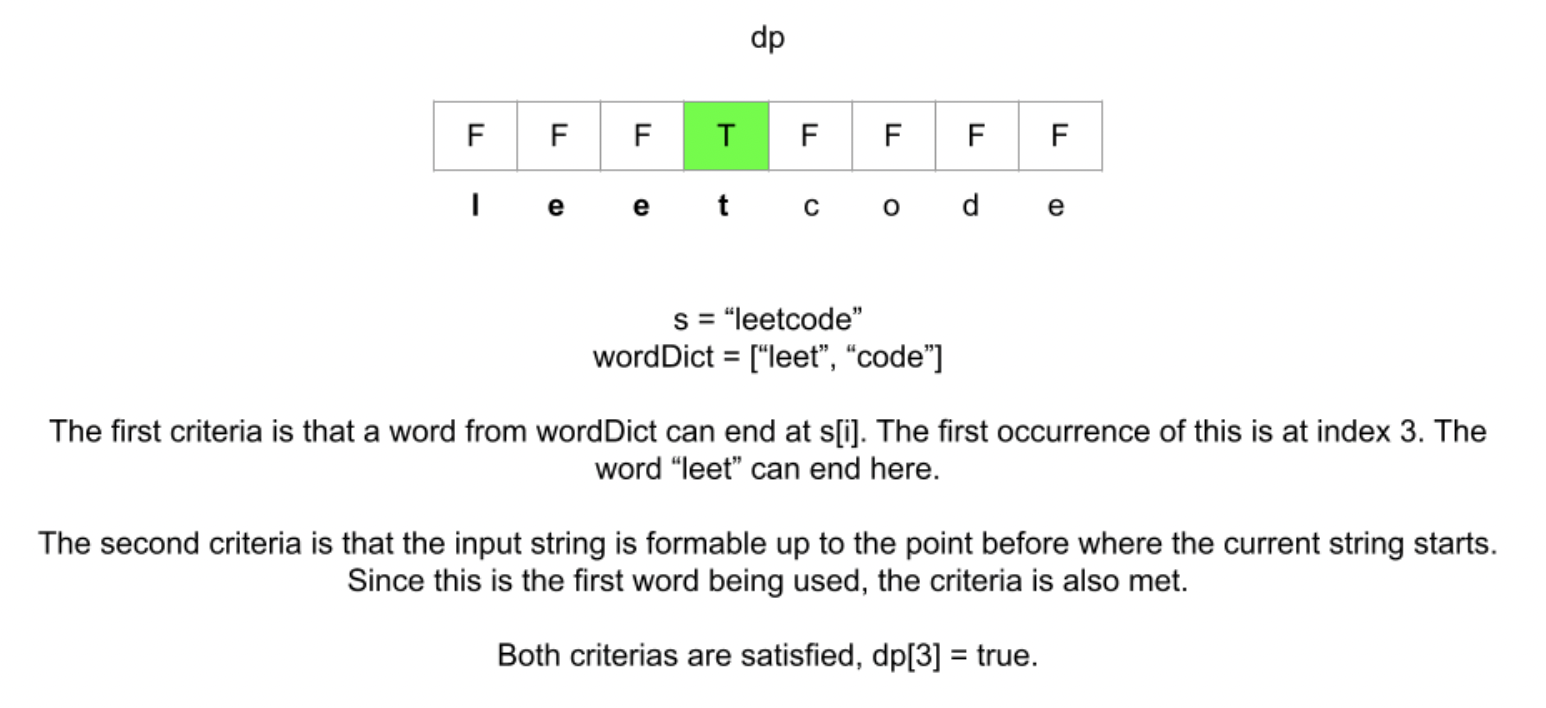 dp
F F F T F F F F
l e e t c o d e
s = “leetcode”
wordDict = [“leet”, “code”]
The first criteria is that a word from wordDict can end at s[i]. The first occurrence of this is at index 3. The
word “leet” can end here.
The second criteria is that the input string is formable up to the point before where the current string starts.
Since this is the first word being used, the criteria is also met.
Both criterias are satisfied, dp[3] = true.